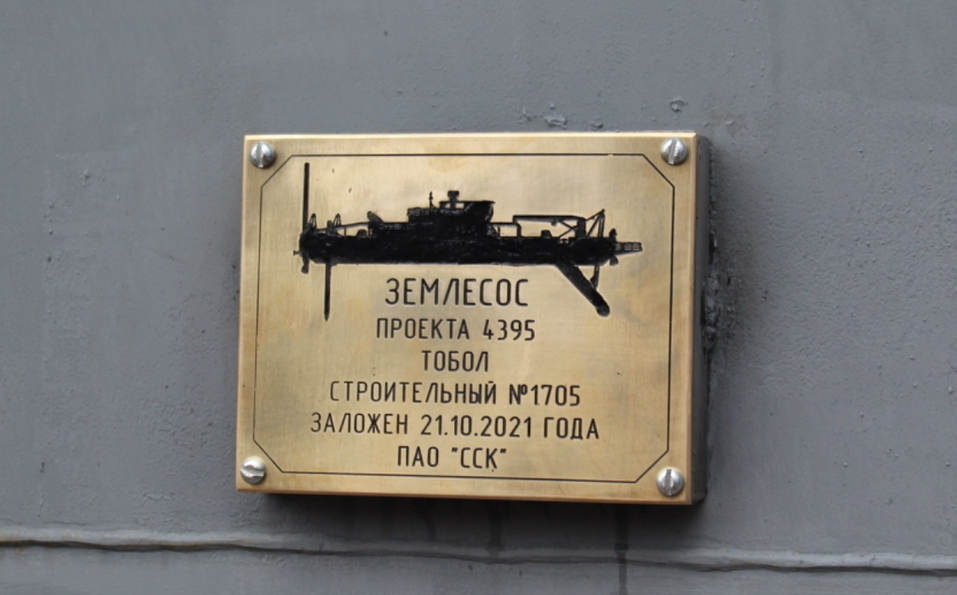 ЗЕМЛЕСОС
ПРОЕКТА 4395
ТОБОЛ
СТРОИТЕЛЬНЫЙ №1705
ЗАЛОЖЕН 21.10.2021 ГОДА
ПАО "ССК"